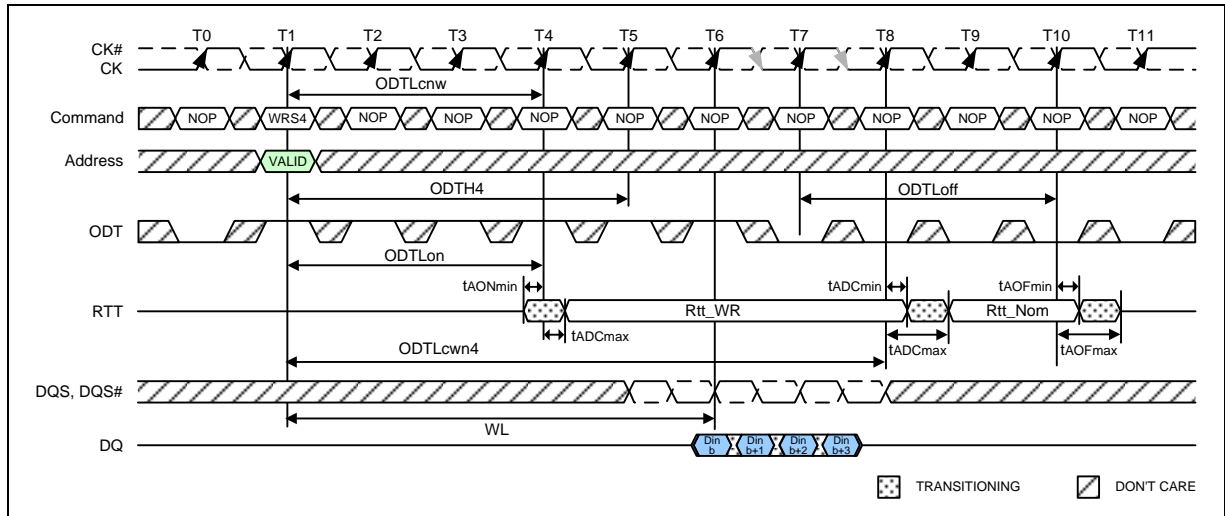 T0 T1 T2 T3 T4 T5 T6 T7 T8 T9 T10 T11
CK#
CK
ODTLcnw
Command NOP WRS4 NOP NOP NOP NOP NOP NOP NOP NOP NOP NOP
Address VALID
ODTH4 ODTLoff
ODT
ODTLon
tAONmin tADCmin tAOFmin
RTT Rtt_WR Rtt_Nom
tADCmax tADCmax tAOFmax
ODTLcwn4
DQS, DQS#
WL
DQ Din b Din b+1 Din b+2 Din b+3
TRANSITIONING DON'T CARE